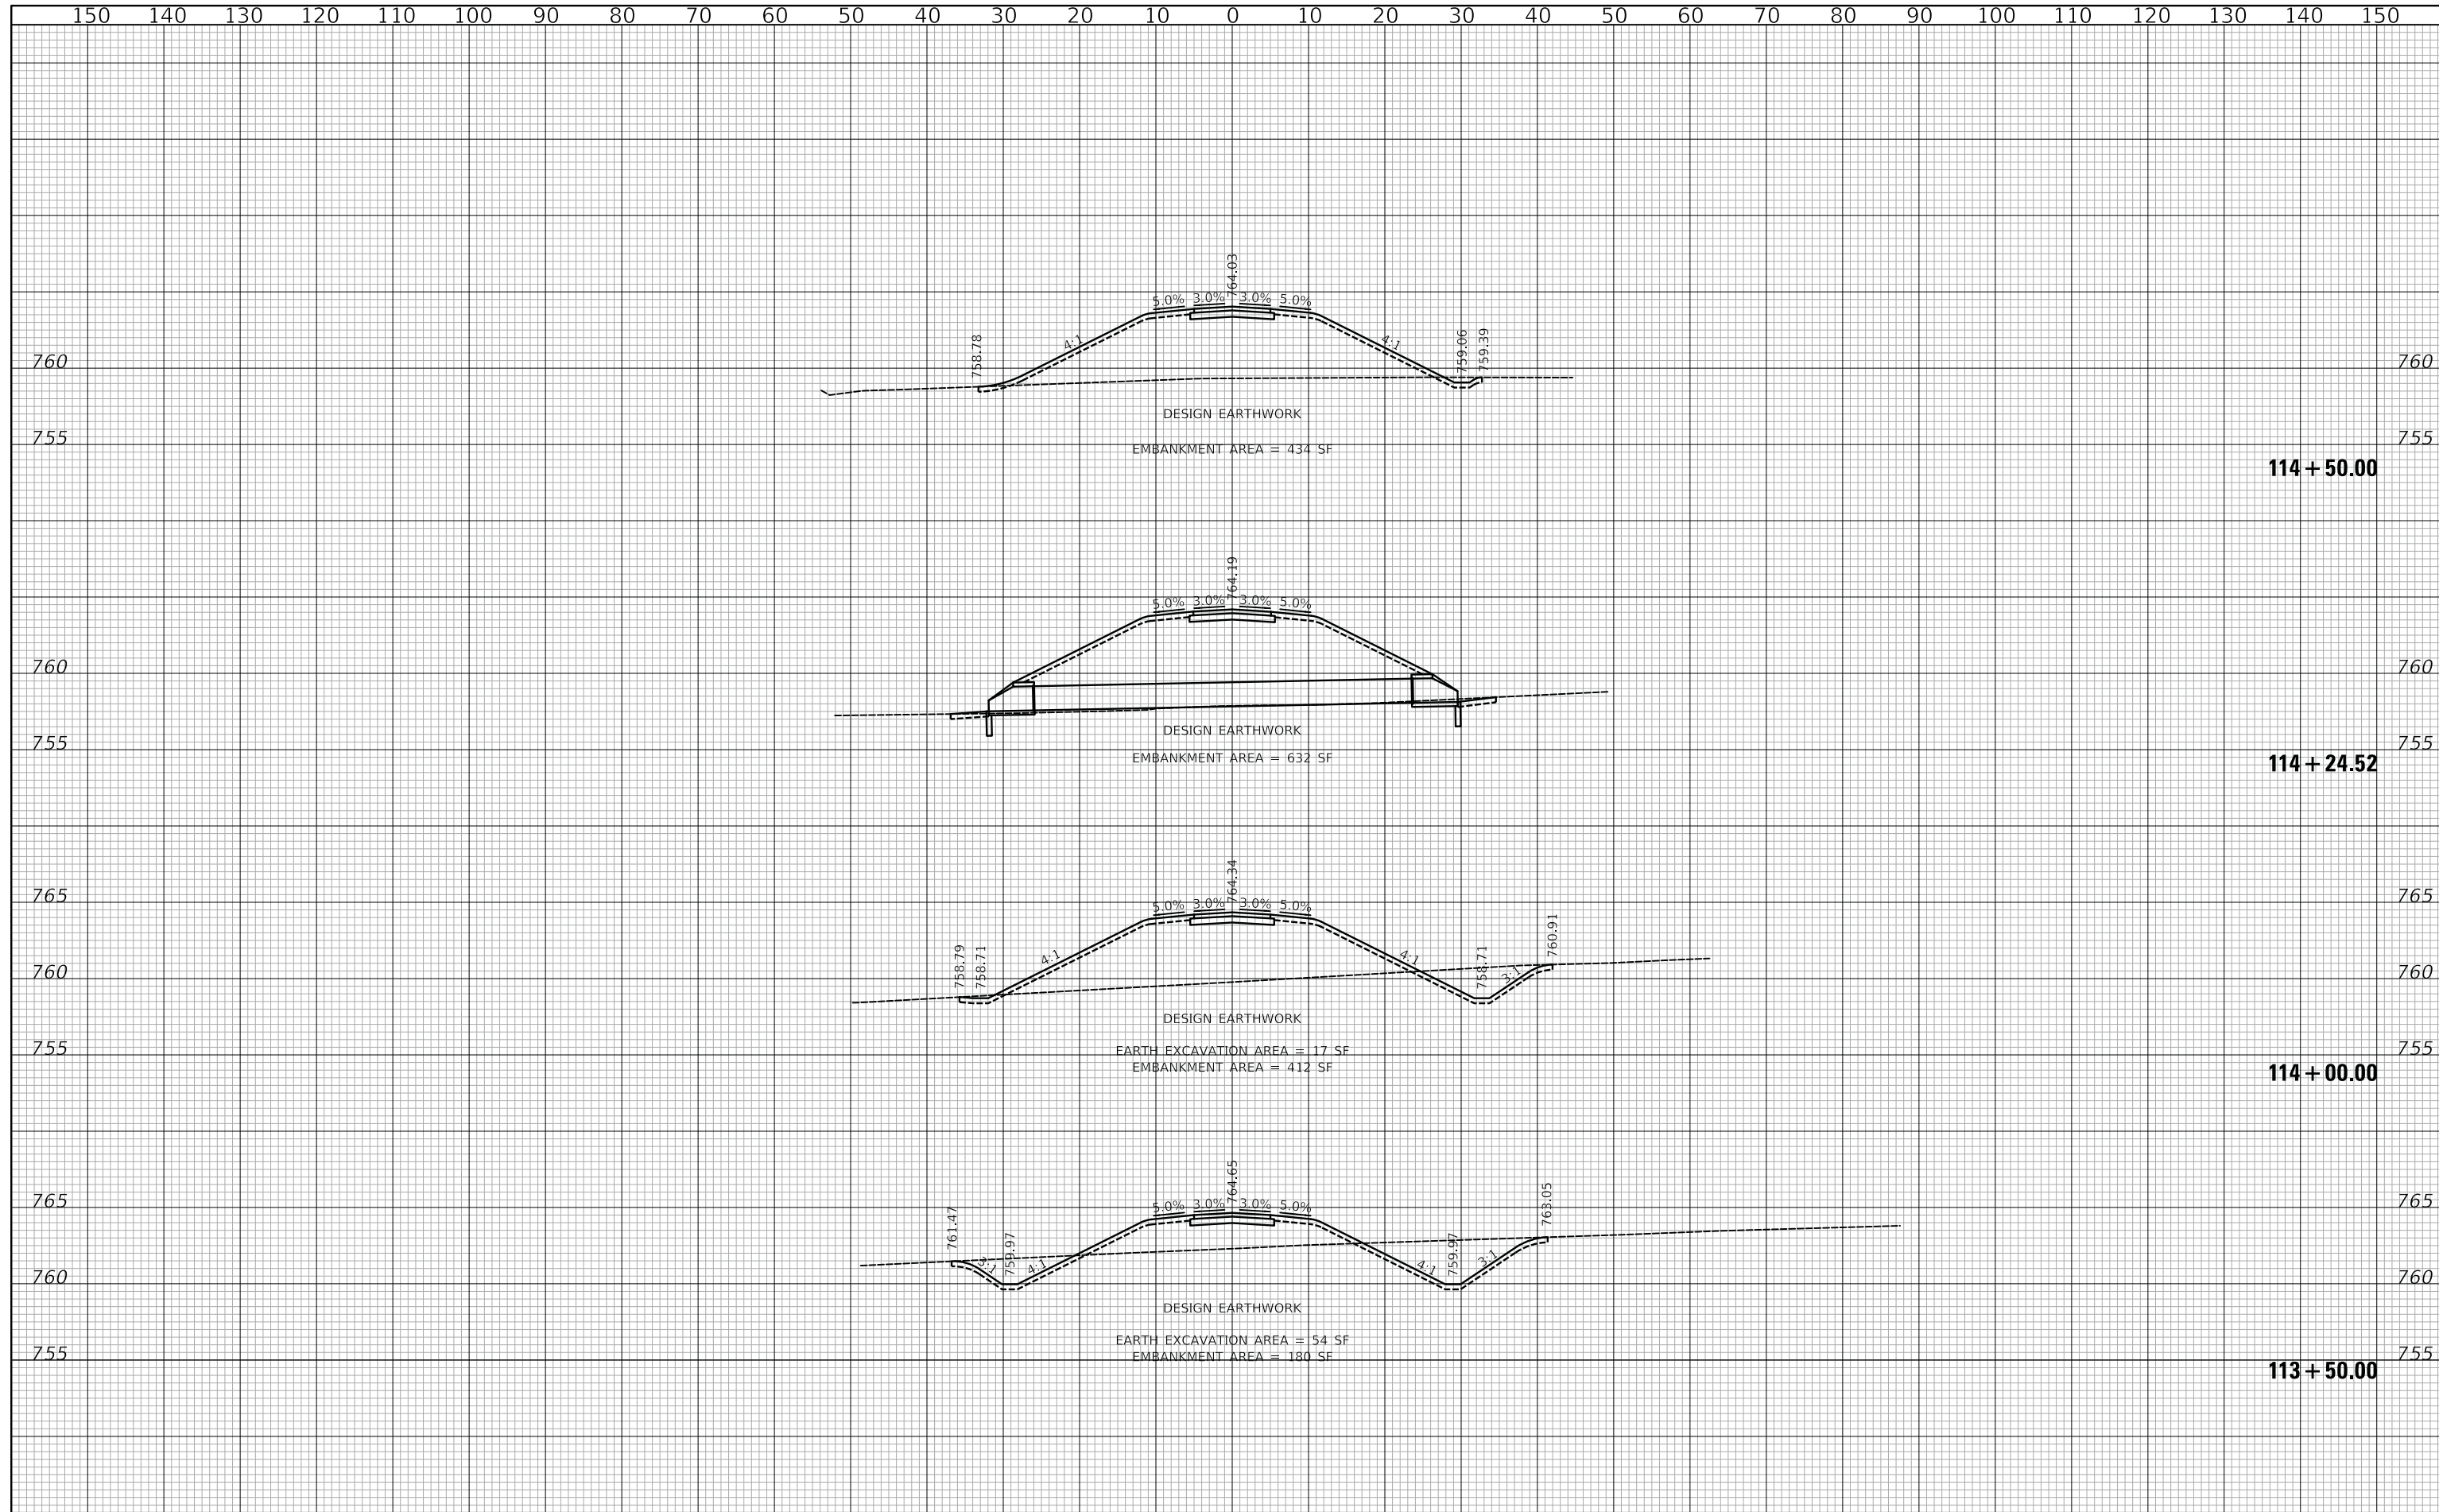 150 140 130 120 110 100 90 80 70 60 50 40 30 20 10 0 10 20 30 40 50 60 70 80 90 100 110 120 130 140 150
764.03
5.0% 3.0% 3.0% 5.0%
758.78 4:1 4:1 759.06 759.39
760 760
DESIGN EARTHWORK
755 755
EMBANKMENT AREA = 434 SF
114+50.00
764.19
5.0% 3.0% 3.0% 5.0%
760 760
DESIGN EARTHWORK
755 755
EMBANKMENT AREA = 632 SF
114+24.52
764.34
765 765
5.0% 3.0% 3.0% 5.0%
758.79 758.71 4:1 4:1 758.71 3:1 760.91
760 760
DESIGN EARTHWORK
755 755
EARTH EXCAVATION AREA = 17 SF
EMBANKMENT AREA = 412 SF
114+00.00
764.65
765 765
5.0% 3.0% 3.0% 5.0%
761.47 3:1 759.97 4:1 4:1 759.97 3:1 763.05
760 760
DESIGN EARTHWORK
EARTH EXCAVATION AREA = 54 SF
755 755
EMBANKMENT AREA = 180 SF
113+50.00